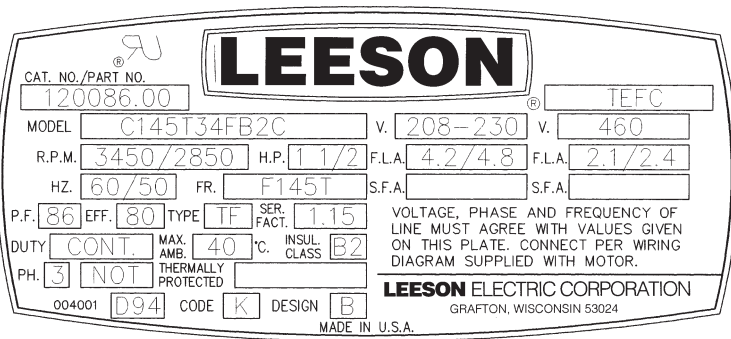 LEESON
®
CAT. NO./PART NO.
120086.00
®
TEFC
MODEL C145T34FB2C V. 208-230 V. 460
R.P.M. 3450/2850 H.P. 1 1/2 F.L.A. 4.2/4.8 F.L.A. 2.1/2.4
HZ. 60/50 FR. F145T S.F.A. S.F.A.
P.F. 86 EFF. 80 TYPE TF SER. FACT. 1.15
DUTY CONT. MAX. AMB. 40 °C. INSUL. CLASS B2
PH. 3 NOT THERMALLY PROTECTED
004001 D94 CODE K DESIGN B
VOLTAGE, PHASE AND FREQUENCY OF
LINE MUST AGREE WITH VALUES GIVEN
ON THIS PLATE. CONNECT PER WIRING
DIAGRAM SUPPLIED WITH MOTOR.
LEESON ELECTRIC CORPORATION
GRAFTON, WISCONSIN 53024
MADE IN U.S.A.